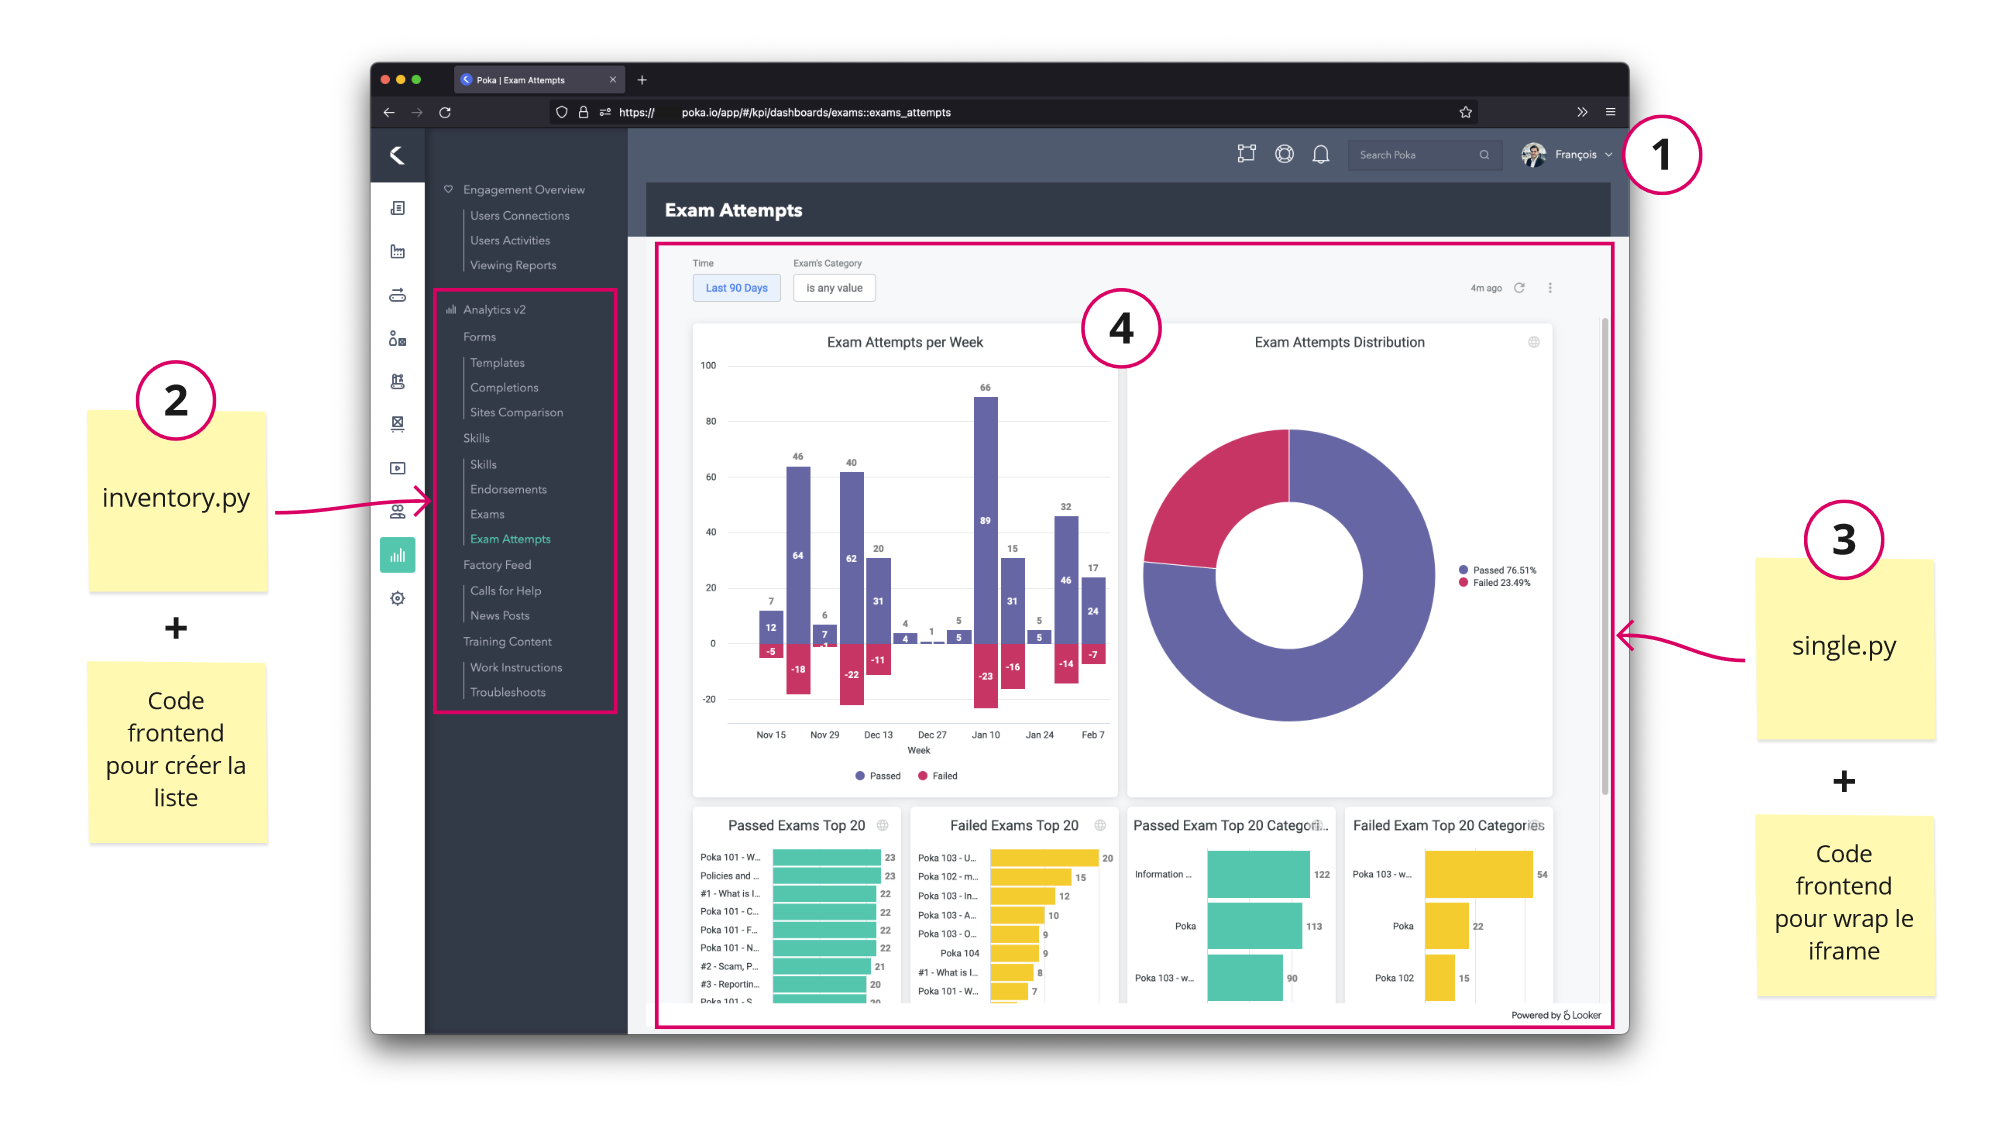 Poka | Exam Attempts
https:// poka.io/app/#/kpi/dashboards/exams::exams_attempts
1
Search Poka
François
Engagement Overview
Users Connections
Users Activities
Viewing Reports
Analytics v2
Forms
Templates
Completions
Sites Comparison
Skills
Skills
Endorsements
Exams
Exam Attempts
Factory Feed
Calls for Help
News Posts
Training Content
Work Instructions
Troubleshoots
2
inventory.py
+
Code
frontend
pour créer la
liste
Exam Attempts
Time
Last 90 Days
Exam's Category
is any value
4m ago
4
Exam Attempts per Week
100
80
60
40
20
0
-20
7
12
-5
46
64
-18
6
7
-1
40
62
-22
20
31
-11
4
4
1
5
5
66
89
-23
15
31
-16
5
5
32
46
-14
17
24
-7
Nov 15
Nov 29
Dec 13
Dec 27
Jan 10
Jan 24
Feb 7
Week
Passed
Failed
Exam Attempts Distribution
Passed 76.51%
Failed 23.49%
Passed Exams Top 20
Poka 101 - W... 23
Policies and ... 23
#1 - What is I... 22
Poka 101 - C... 22
Poka 101 - F... 22
Poka 101 - N... 22
#2 - Scam, P... 21
#3 - Reportin... 20
Poka 101 - S... 20
Failed Exams Top 20
Poka 103 - U... 20
Poka 102 - m... 15
Poka 103 - In... 12
Poka 103 - A... 10
Poka 103 - O... 9
Poka 104 9
#1 - What is I... 8
Poka 101 - W... 7
Passed Exam Top 20 Categori...
Information ... 122
Poka 113
Poka 103 - w... 90
Failed Exam Top 20 Categories
Poka 103 - w... 54
Poka 22
Poka 102 15
Powered by Looker
3
single.py
+
Code
frontend
pour wrap le
iframe